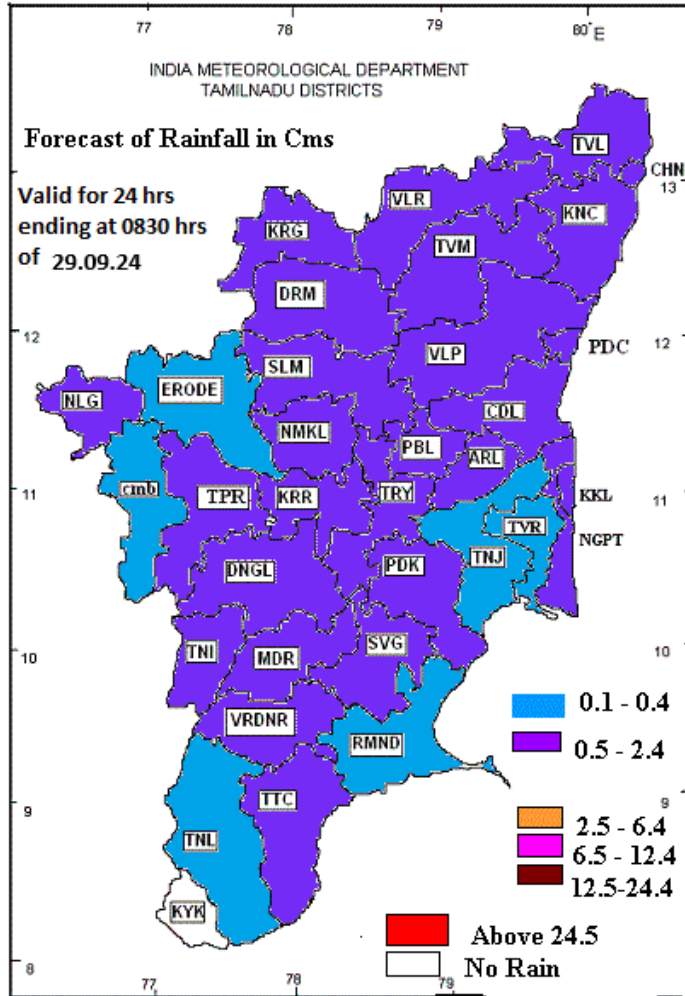 77 78 79 80° E
INDIA METEOROLOGICAL DEPARTMENT
TAMILNADU DISTRICTS
Forecast of Rainfall in Cms
TVL
CHN
13
Valid for 24 hrs
ending at 0830 hrs
of 29.09.24
VLR
KNC
KRG
TVM
DRM
12
12
PDC
VLP
SLM
ERODE
NLG
CDL
NMKL
PBL
ARL
cmb
TPR
KRR
TRY
11
11
KKL
TVR
NGPT
TNJ
PDK
DNGL
SVG
TNI
MDR
10
10
0.1 - 0.4
VRDNR
RMND
0.5 - 2.4
TTC
9
9
2.5 - 6.4
TNL
6.5 - 12.4
12.5-24.4
KYK
Above 24.5
No Rain
8
77 78 79